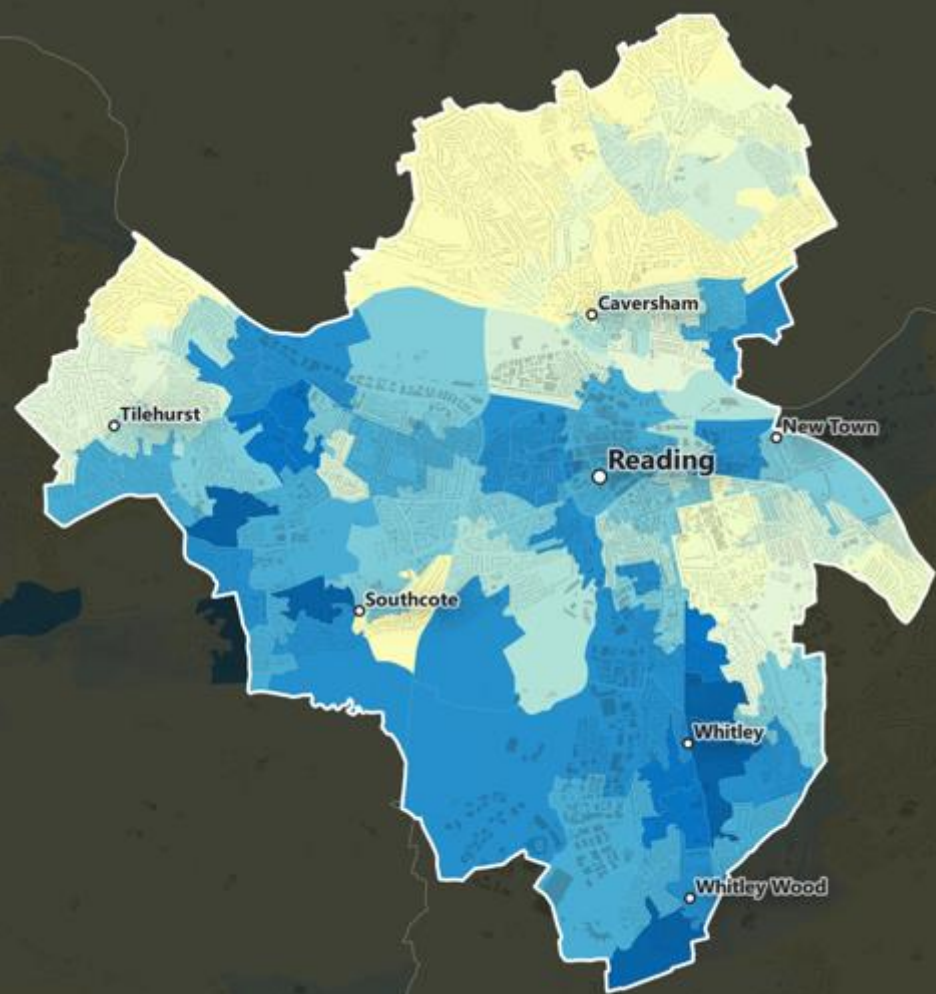 Caversham
Tilehurst
New Town
Reading
Southcote
Whitley
Whitley Wood